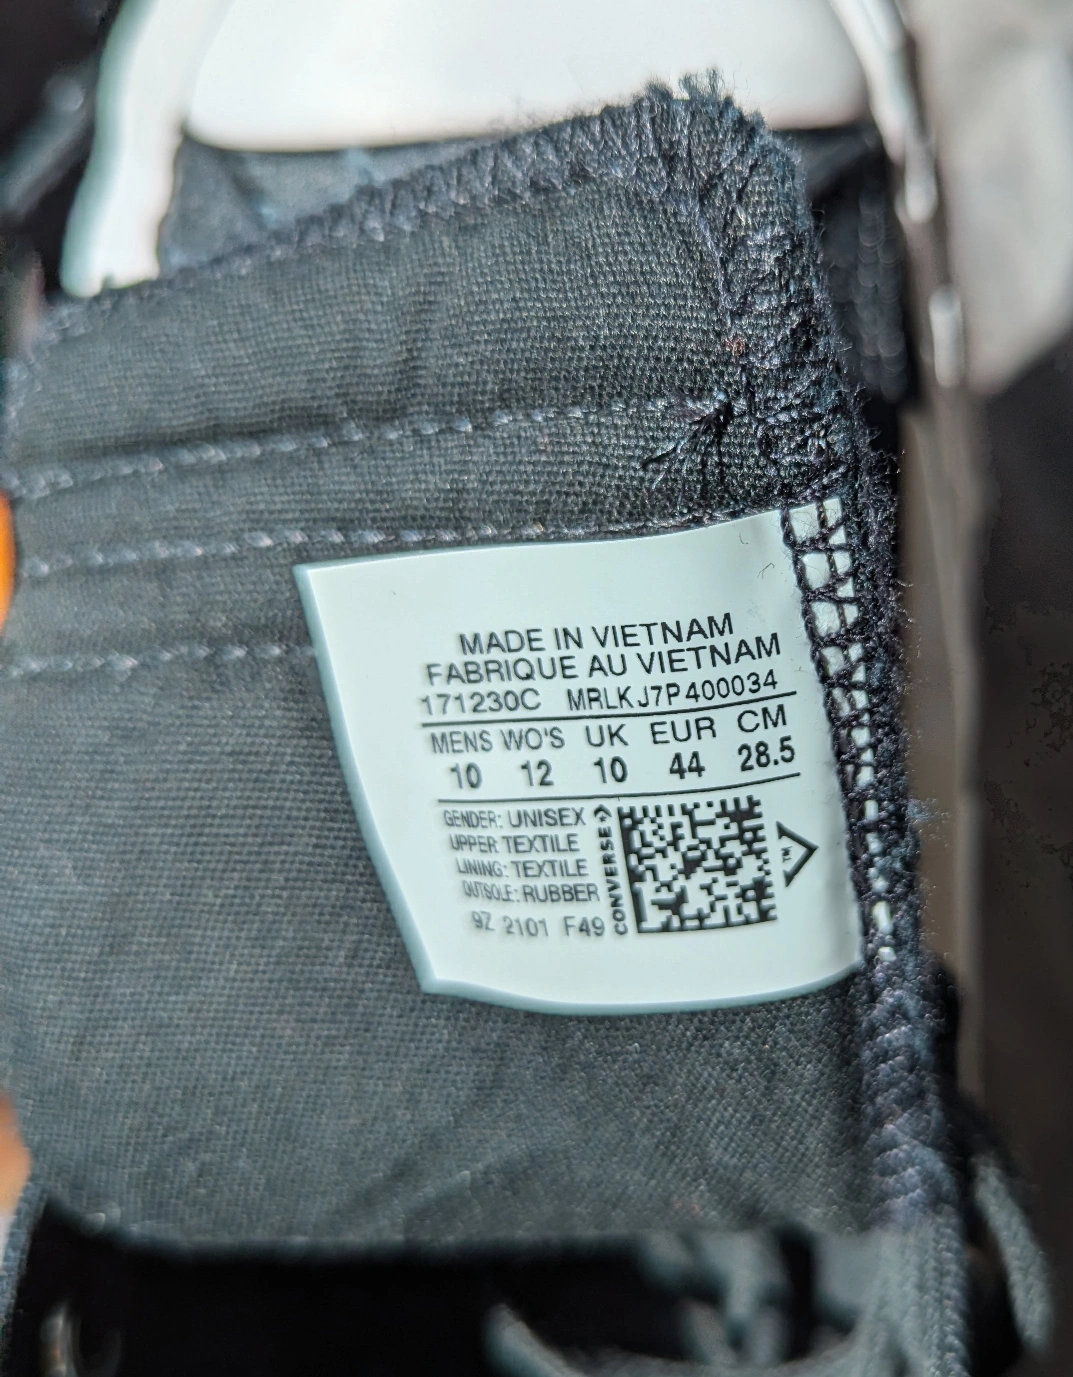 MADE IN VIETNAM
FABRIQUE AU VIETNAM
171230C MRLKJ7P400034
MENS WO'S UK EUR CM
10 12 10 44 28.5
GENDER: UNISEX
UPPER TEXTILE
LINING: TEXTILE
OUTSOLE: RUBBER
9Z 2101 F49
CONVERSE
TM